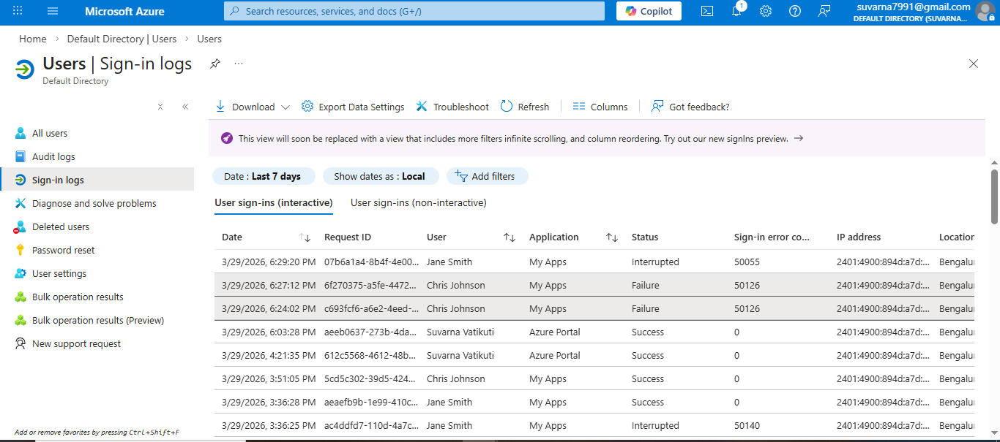 Microsoft Azure
Search resources, services, and docs (G+/)
Copilot
1
suvarna7991@gmail.com
DEFAULT DIRECTORY (SUVARNA...
Home > Default Directory | Users > Users
Users | Sign-in logs
...
Default Directory
Download
Export Data Settings
Troubleshoot
Refresh
Columns
Got feedback?
This view will soon be replaced with a view that includes more filters infinite scrolling, and column reordering. Try out our new signIns preview. →
All users
Audit logs
Sign-in logs
Diagnose and solve problems
Deleted users
Password reset
User settings
Bulk operation results
Bulk operation results (Preview)
New support request
Add or remove favorites by pressing Ctrl+Shift+F
Date : Last 7 days
Show dates as : Local
Add filters
User sign-ins (interactive)
User sign-ins (non-interactive)
Date Request ID User Application Status Sign-in error co... IP address Location
3/29/2026, 6:29:20 PM 07b6a1a4-8b4f-4e00... Jane Smith My Apps Interrupted 50055 2401:4900:894d:a7d:... Bengalu
3/29/2026, 6:27:12 PM 6f270375-a5fe-4472... Chris Johnson My Apps Failure 50126 2401:4900:894d:a7d:... Bengalu
3/29/2026, 6:24:02 PM c693fcf6-a6e2-4eed-... Chris Johnson My Apps Failure 50126 2401:4900:894d:a7d:... Bengalu
3/29/2026, 6:03:28 PM aeeb0637-273b-4da... Suvarna Vatikuti Azure Portal Success 0 2401:4900:894d:a7d:... Bengalu
3/29/2026, 4:21:35 PM 612c5568-4612-48b... Suvarna Vatikuti Azure Portal Success 0 2401:4900:894d:a7d:... Bengalu
3/29/2026, 3:51:05 PM 5cd5c302-39d5-424... Chris Johnson My Apps Success 0 2401:4900:894d:a7d:... Bengalu
3/29/2026, 3:36:28 PM aeaefb9b-1e99-410c... Jane Smith My Apps Success 0 2401:4900:894d:a7d:... Bengalu
3/29/2026, 3:36:25 PM ac4ddfd7-110d-4a7c... Jane Smith My Apps Interrupted 50140 2401:4900:894d:a7d:... Bengalu